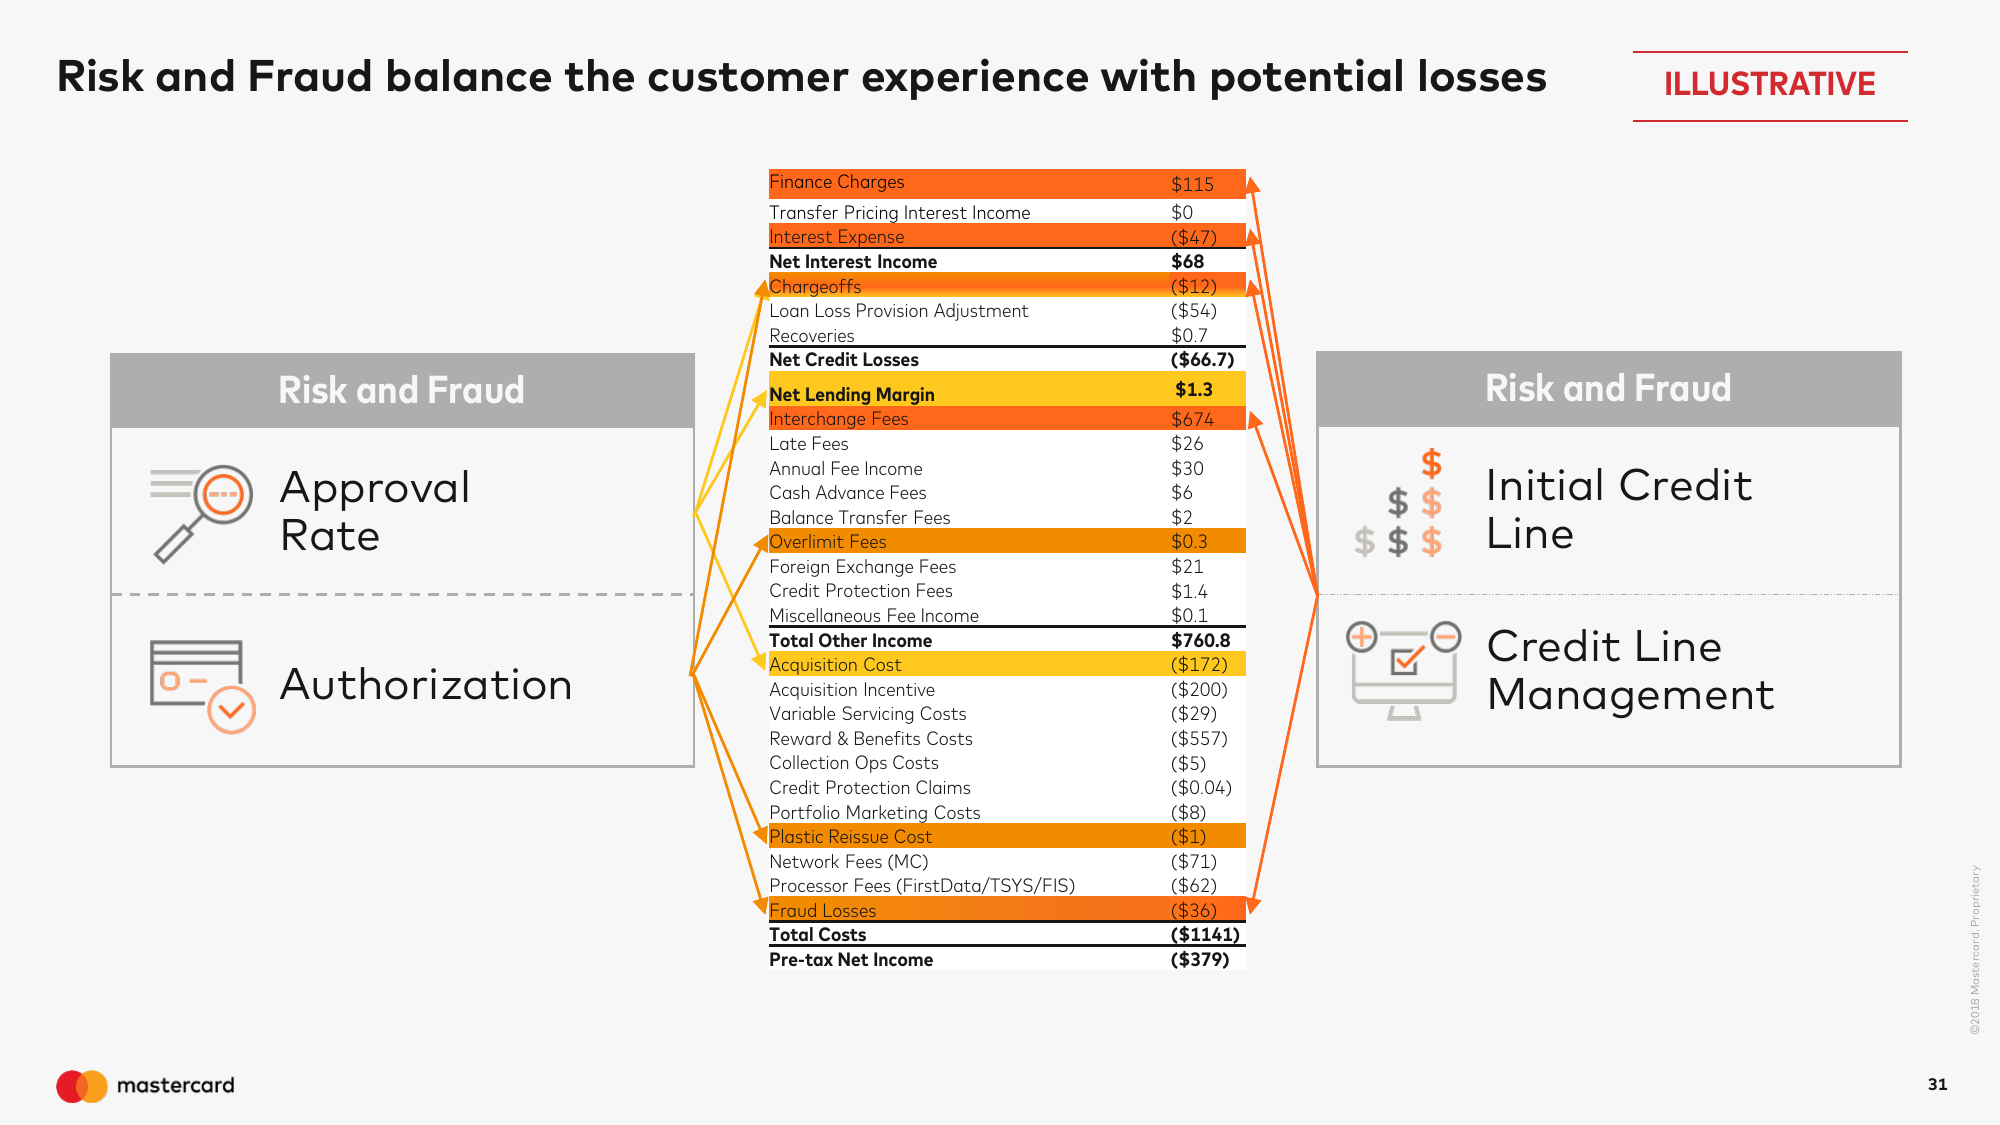 Risk and Fraud balance the customer experience with potential losses
ILLUSTRATIVE
Risk and Fraud
Approval
Rate
Authorization
Finance Charges $115
Transfer Pricing Interest Income $0
Interest Expense ($47)
Net Interest Income $68
Chargeoffs ($12)
Loan Loss Provision Adjustment ($54)
Recoveries $0.7
Net Credit Losses ($66.7)
Net Lending Margin $1.3
Interchange Fees $674
Late Fees $26
Annual Fee Income $30
Cash Advance Fees $6
Balance Transfer Fees $2
Overlimit Fees $0.3
Foreign Exchange Fees $21
Credit Protection Fees $1.4
Miscellaneous Fee Income $0.1
Total Other Income $760.8
Acquisition Cost ($172)
Acquisition Incentive ($200)
Variable Servicing Costs ($29)
Reward & Benefits Costs ($557)
Collection Ops Costs ($5)
Credit Protection Claims ($0.04)
Portfolio Marketing Costs ($8)
Plastic Reissue Cost ($1)
Network Fees (MC) ($71)
Processor Fees (FirstData/TSYS/FIS) ($62)
Fraud Losses ($36)
Total Costs ($1141)
Pre-tax Net Income ($379)
Risk and Fraud
Initial Credit
Line
Credit Line
Management
©2018 Mastercard. Proprietary
mastercard
31